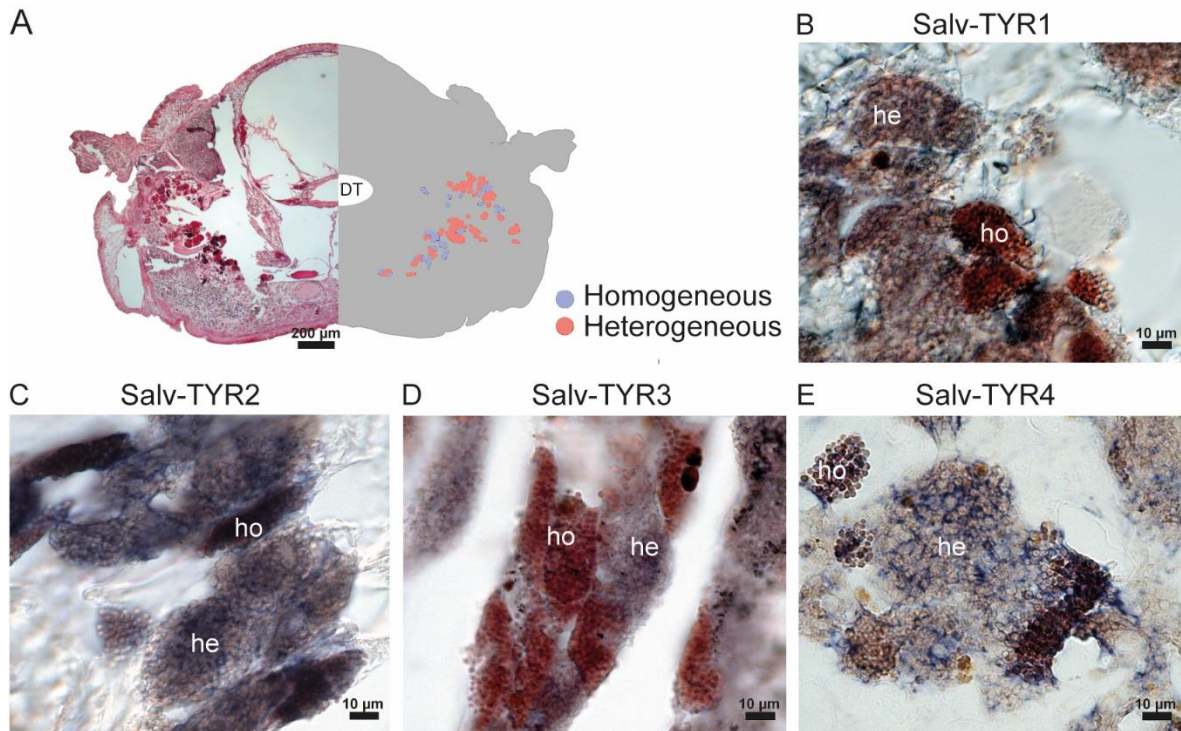 A
DT
Homogeneous
Heterogeneous
200 µm
B
Salv-TYR1
he
ho
10 µm
C
Salv-TYR2
ho
he
10 µm
D
Salv-TYR3
ho
he
10 µm
E
Salv-TYR4
ho
he
10 µm